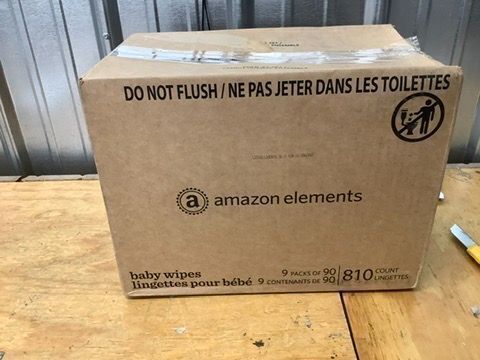 DO NOT FLUSH / NE PAS JETER DANS LES TOILETTES
a amazon elements
baby wipes
lingettes pour bébé
9 PACKS OF 90
9 CONTENANTS DE 90
810 COUNT
LINGETTES